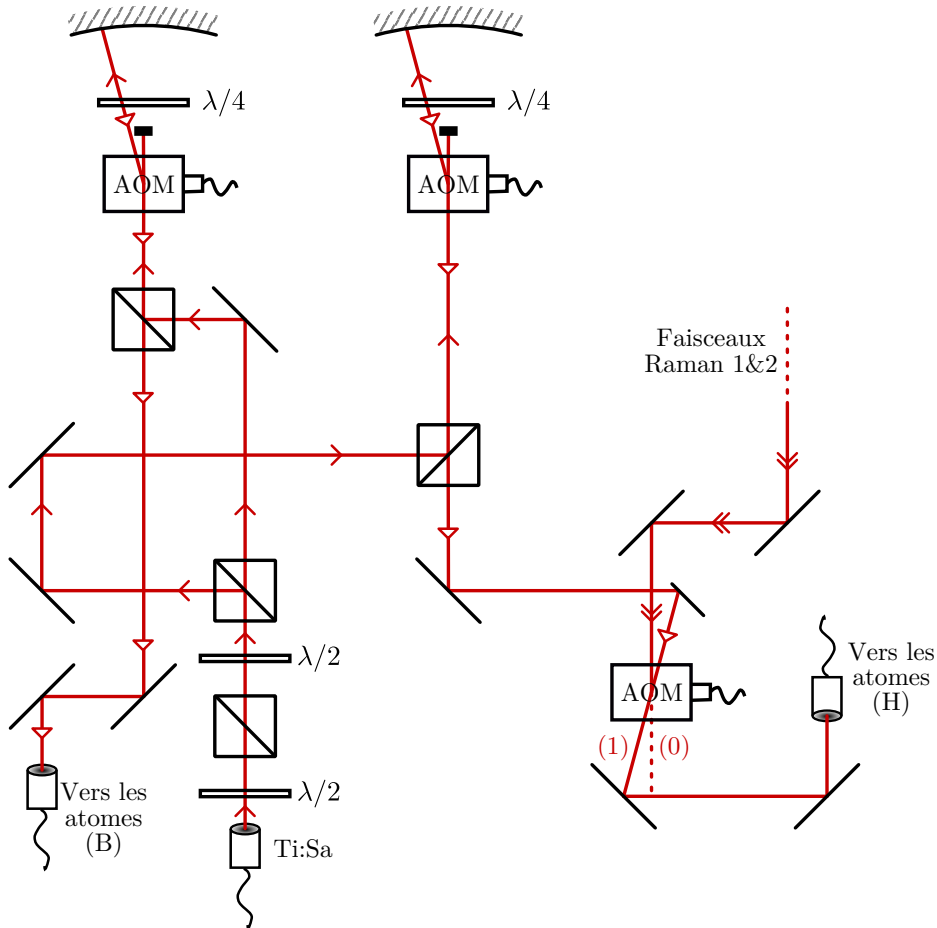 λ/4
λ/4
AOM
AOM
Faisceaux
Raman 1&2
λ/2
AOM
Vers les
atomes
(H)
(1)
(0)
λ/2
Vers les
atomes
(B)
Ti:Sa